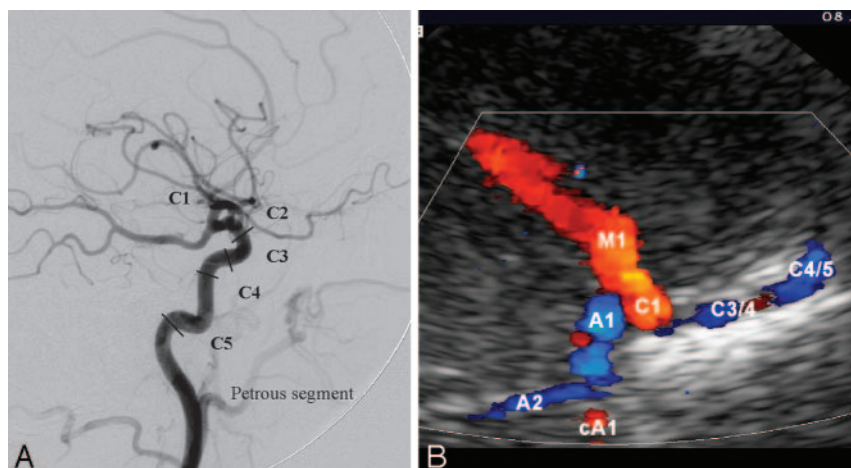 C1
C2
C3
C4
C5
Petrous segment
A
08
M1
C1
C4/5
C3/4
A1
A2
cA1
B